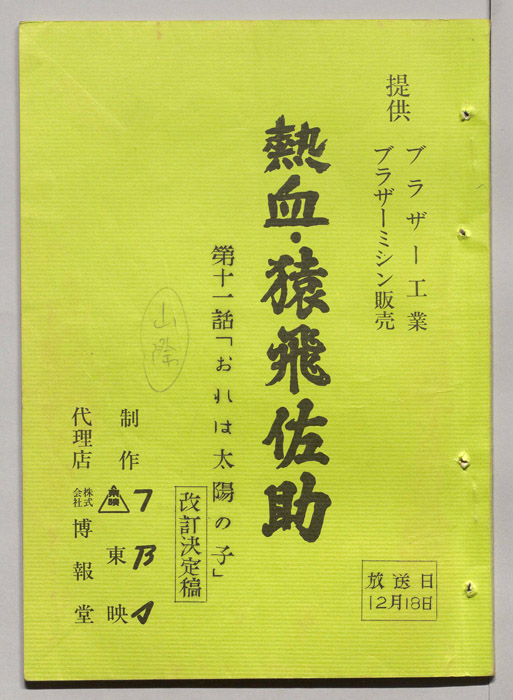 提供
ブラザー工業
ブラザーミシン販売
熱血・猿飛佐助
第十一話「おれは太陽の子」
改訂決定稿
放送日
12月18日
制作
東映
代理店
株式会社
博報堂